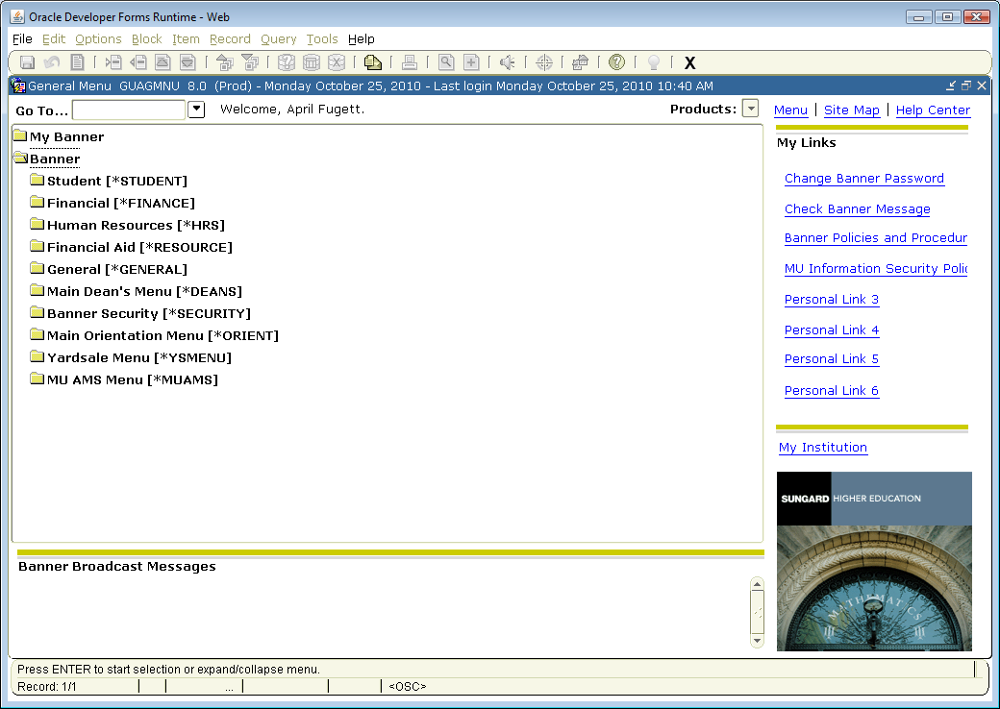 Oracle Developer Forms Runtime - Web
File Edit Options Block Item Record Query Tools Help
X
General Menu GUAGMNU 8.0 (Prod) - Monday October 25, 2010 - Last login Monday October 25, 2010 10:40 AM
Go To... Welcome, April Fugett. Products: Menu | Site Map | Help Center
My Banner
Banner
Student [*STUDENT]
Financial [*FINANCE]
Human Resources [*HRS]
Financial Aid [*RESOURCE]
General [*GENERAL]
Main Dean's Menu [*DEANS]
Banner Security [*SECURITY]
Main Orientation Menu [*ORIENT]
Yardsale Menu [*YSMENU]
MU AMS Menu [*MUAMS]
My Links
Change Banner Password
Check Banner Message
Banner Policies and Procedur
MU Information Security Polic
Personal Link 3
Personal Link 4
Personal Link 5
Personal Link 6
My Institution
SUNGARD HIGHER EDUCATION
MATHEMATICS
Banner Broadcast Messages
Press ENTER to start selection or expand/collapse menu.
Record: 1/1 ... <OSC>